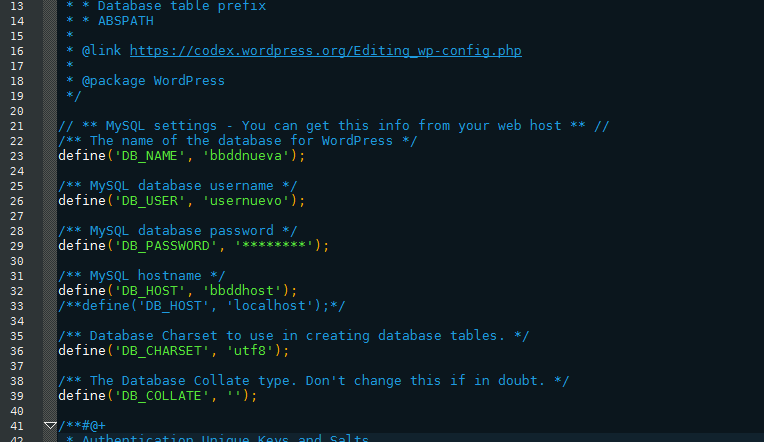 13 * * Database table prefix
14 * * ABSPATH
15 *
16 * @link https://codex.wordpress.org/Editing_wp-config.php
17 *
18 * @package WordPress
19 */
20
21 // ** MySQL settings - You can get this info from your web host ** //
22 /** The name of the database for WordPress */
23 define('DB_NAME', 'bbddnueva');
24
25 /** MySQL database username */
26 define('DB_USER', 'usernuevo');
27
28 /** MySQL database password */
29 define('DB_PASSWORD', '********');
30
31 /** MySQL hostname */
32 define('DB_HOST', 'bbddhost');
33 /**define('DB_HOST', 'localhost');*/
34
35 /** Database Charset to use in creating database tables. */
36 define('DB_CHARSET', 'utf8');
37
38 /** The Database Collate type. Don't change this if in doubt. */
39 define('DB_COLLATE', '');
40
41 /**#@+
42 * Authentication Unique Keys and Salts